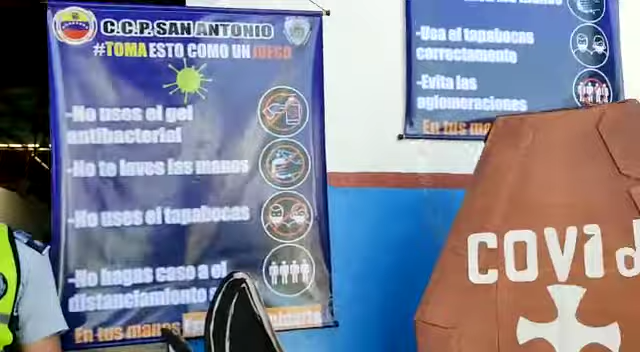 C.C.P. SAN ANTONIO
#TOMA ESTO COMO UN JUEGO
-No uses el gel
antibacterial
-No te laves las manos
-No uses el tapabocas
-No hagas caso a el
distanciamiento
En tus manos
-Usa el tapabocas
correctamente
-Evita las
aglomeraciones
En tus
COVID